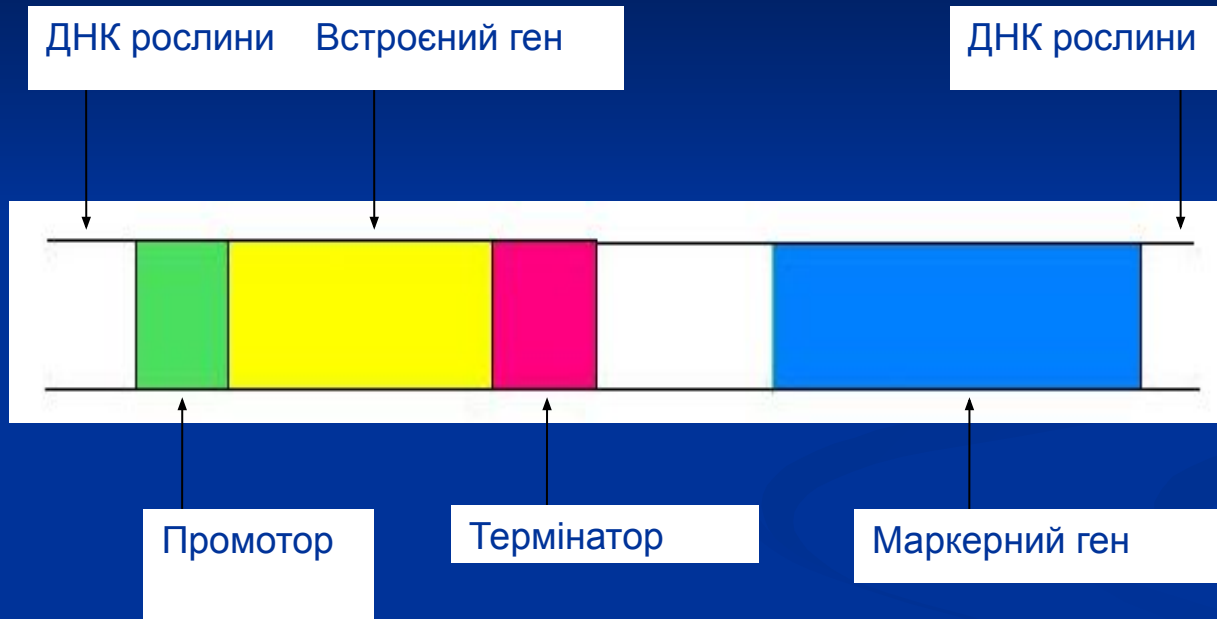 ДНК рослини Встроєний ген
ДНК рослини
Промотор
Термінатор
Маркерний ген